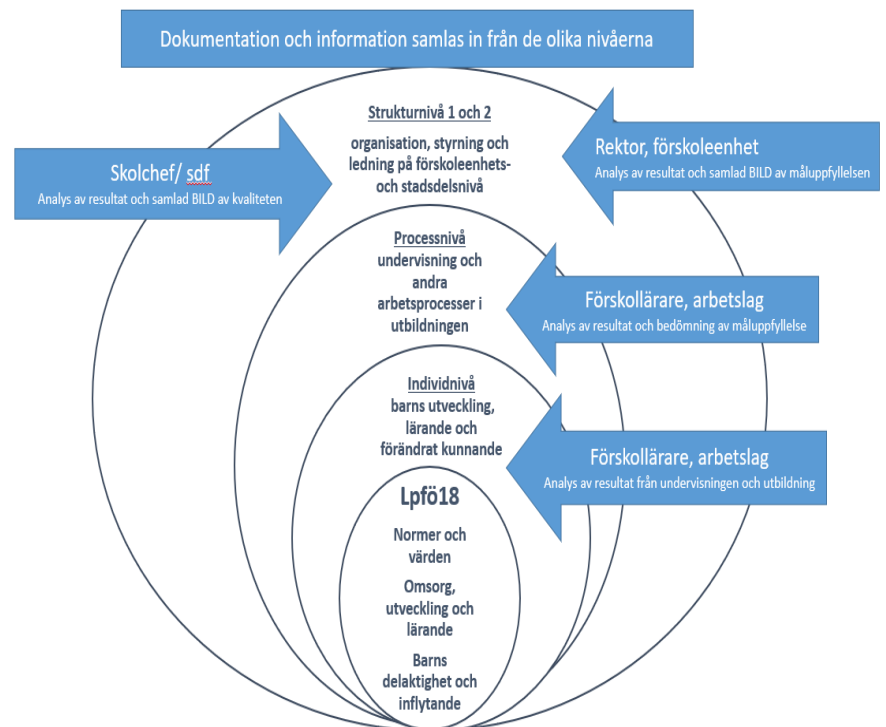 Dokumentation och information samlas in från de olika nivåerna
Strukturnivå 1 och 2
organisation, styrning och
ledning på förskoleenhets-
och stadsdelsnivå
Skolchef/ sdf
Analys av resultat och samlad BILD av kvaliteten
Rektor, förskoleenhet
Analys av resultat och samlad BILD av måluppfyllelsen
Processnivå
undervisning och
andra
arbetsprocesser i
utbildningen
Förskollärare, arbetslag
Analys av resultat och bedömning av måluppfyllelse
Individnivå
barns utveckling,
lärande och
förändrat kunnande
Förskollärare, arbetslag
Analys av resultat från undervisningen och utbildning
Lpfö18
Normer och
värden
Omsorg,
utveckling och
lärande
Barns
delaktighet och
inflytande